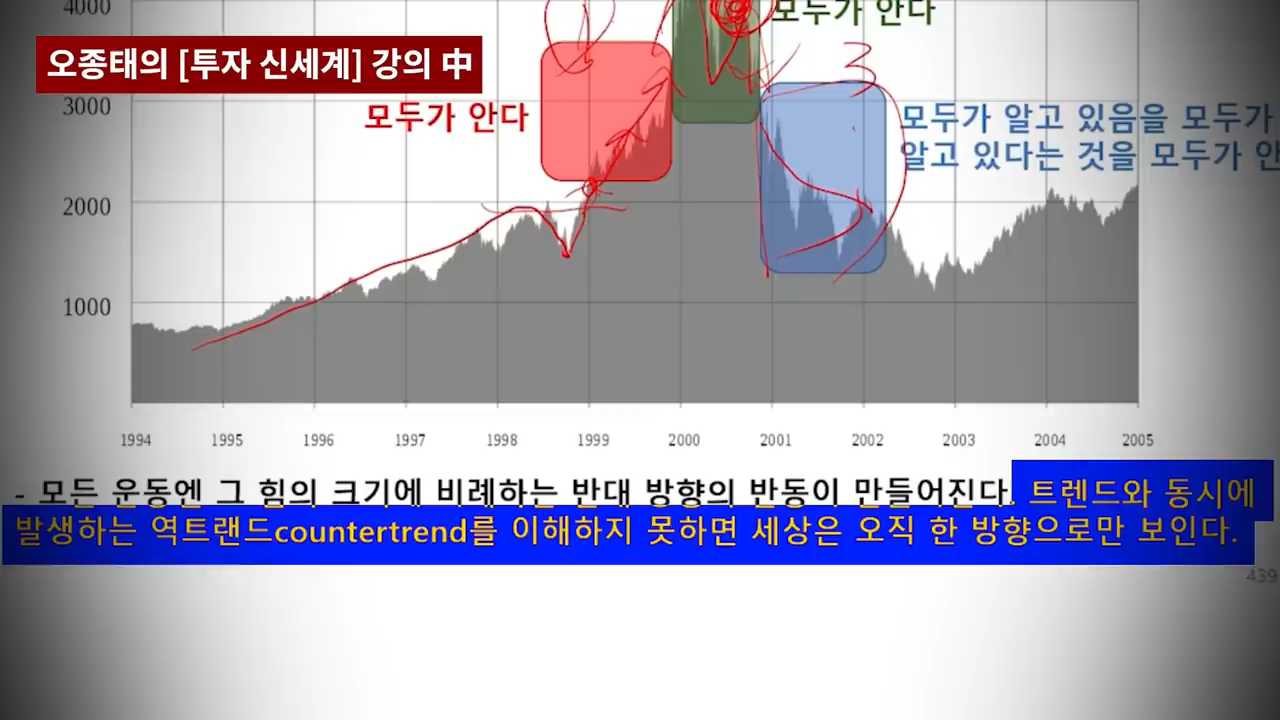 4000
모두가 안다
오종태의 [투자 신세계] 강의 中
3
3000
모두가 안다
모두가 알고 있음을 모두가
알고 있다는 것을 모두가
2000
1000
1994 1995 1996 1997 1998 1999 2000 2001 2002 2003 2004 2005
- 모든 운동엔 그 힘의 크기에 비례하는 반대 방향의 반동이 만들어진다. 트렌드와 동시에
발생하는 역트랜드countertrend를 이해하지 못하면 세상은 오직 한 방향으로만 보인다.
439